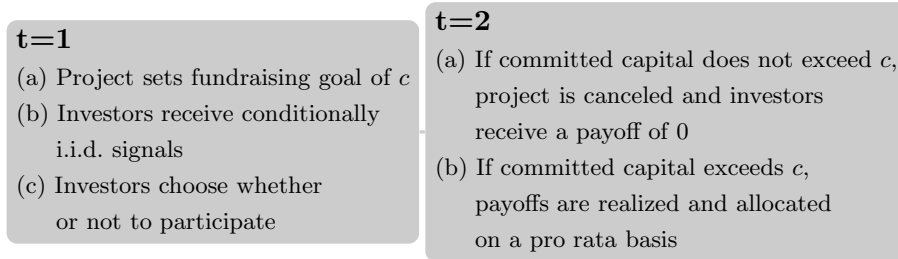 t=1
(a) Project sets fundraising goal of c
(b) Investors receive conditionally
i.i.d. signals
(c) Investors choose whether
or not to participate
t=2
(a) If committed capital does not exceed c,
project is canceled and investors
receive a payoff of 0
(b) If committed capital exceeds c,
payoffs are realized and allocated
on a pro rata basis